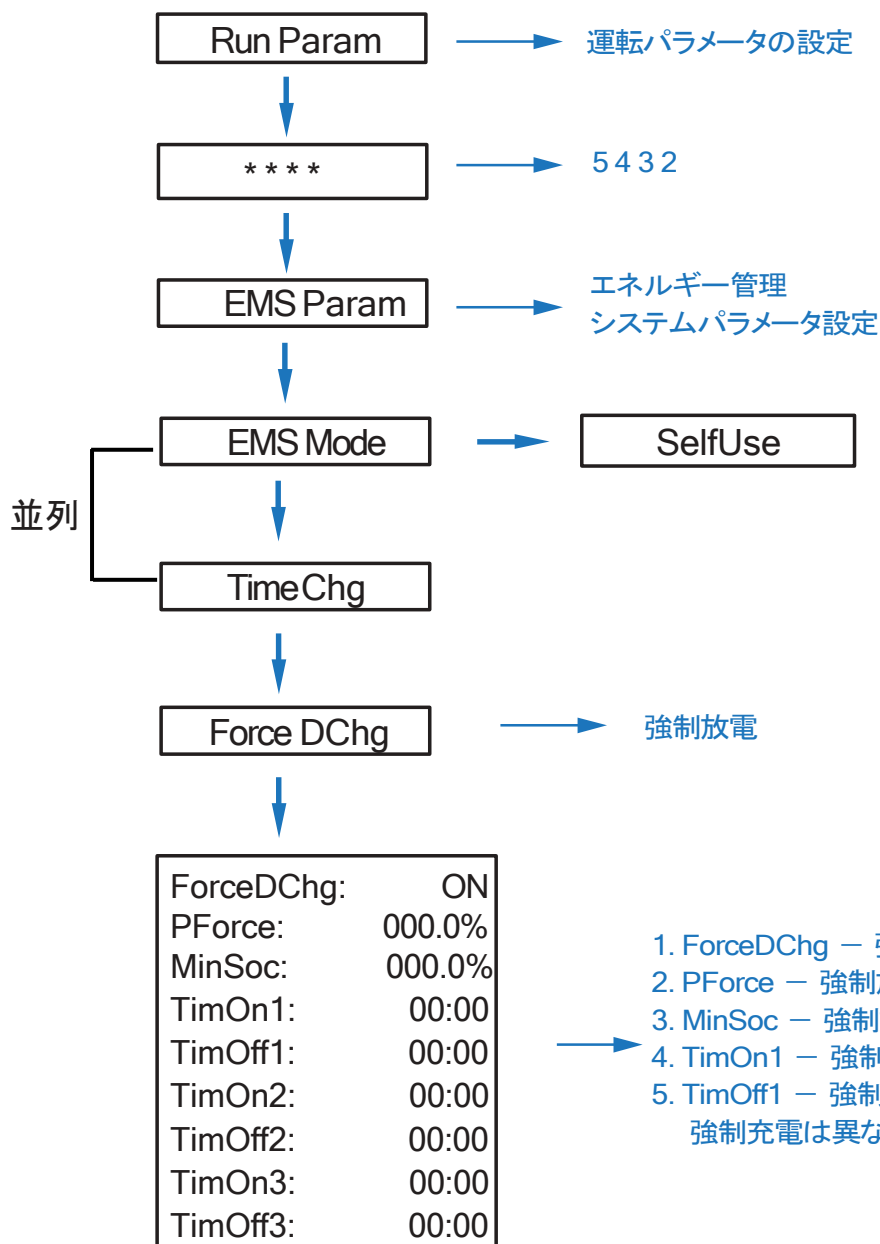 Run Param
運転パラメータの設定
****
5432
EMS Param
エネルギー管理
システムパラメータ設定
EMS Mode
SelfUse
並列
TimeChg
Force DChg
強制放電
ForceDChg: ON
PForce: 000.0%
MinSoc: 000.0%
TimOn1: 00:00
TimOff1: 00:00
TimOn2: 00:00
TimOff2: 00:00
TimOn3: 00:00
TimOff3: 00:00
1. ForceDChg －
2. PForce － 強制
3. MinSoc － 強制
4. TimOn1 － 強制
5. TimOff1 － 強制
強制充電は異な